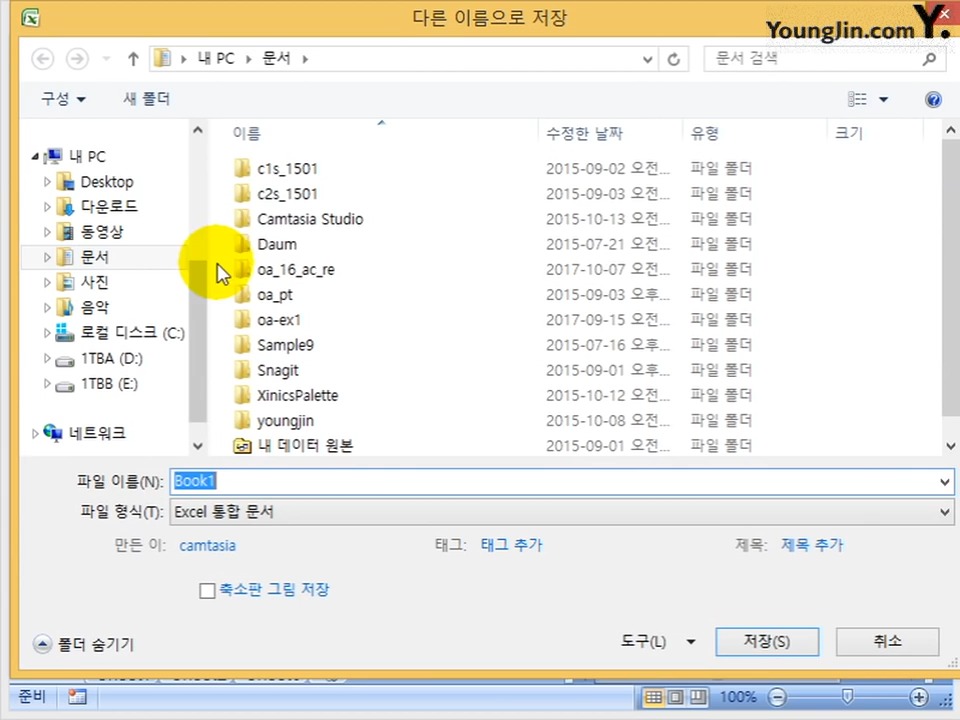 다른 이름으로 저장
YoungJin.com Y.
내 PC 문서
문서 검색
구성 새 폴더
이름 수정한 날짜 유형 크기
내 PC
Desktop
다운로드
동영상
문서
사진
음악
로컬 디스크 (C:)
1TBA (D:)
1TBB (E:)
네트워크
c1s_1501 2015-09-02 오전... 파일 폴더
c2s_1501 2015-09-03 오전... 파일 폴더
Camtasia Studio 2015-10-13 오전... 파일 폴더
Daum 2015-07-21 오전... 파일 폴더
oa_16_ac_re 2017-10-07 오전... 파일 폴더
oa_pt 2015-09-03 오후... 파일 폴더
oa-ex1 2017-09-15 오전... 파일 폴더
Sample9 2015-07-16 오후... 파일 폴더
Snagit 2015-09-01 오후... 파일 폴더
XinicsPalette 2015-10-12 오전... 파일 폴더
youngjin 2015-10-08 오전... 파일 폴더
내 데이터 원본 2015-09-01 오전... 파일 폴더
파일 이름(N): Book1
파일 형식(T): Excel 통합 문서
만든 이: camtasia 태그: 태그 추가 제목: 제목 추가
축소판 그림 저장
폴더 숨기기 도구(L) 저장(S) 취소
준비 100%